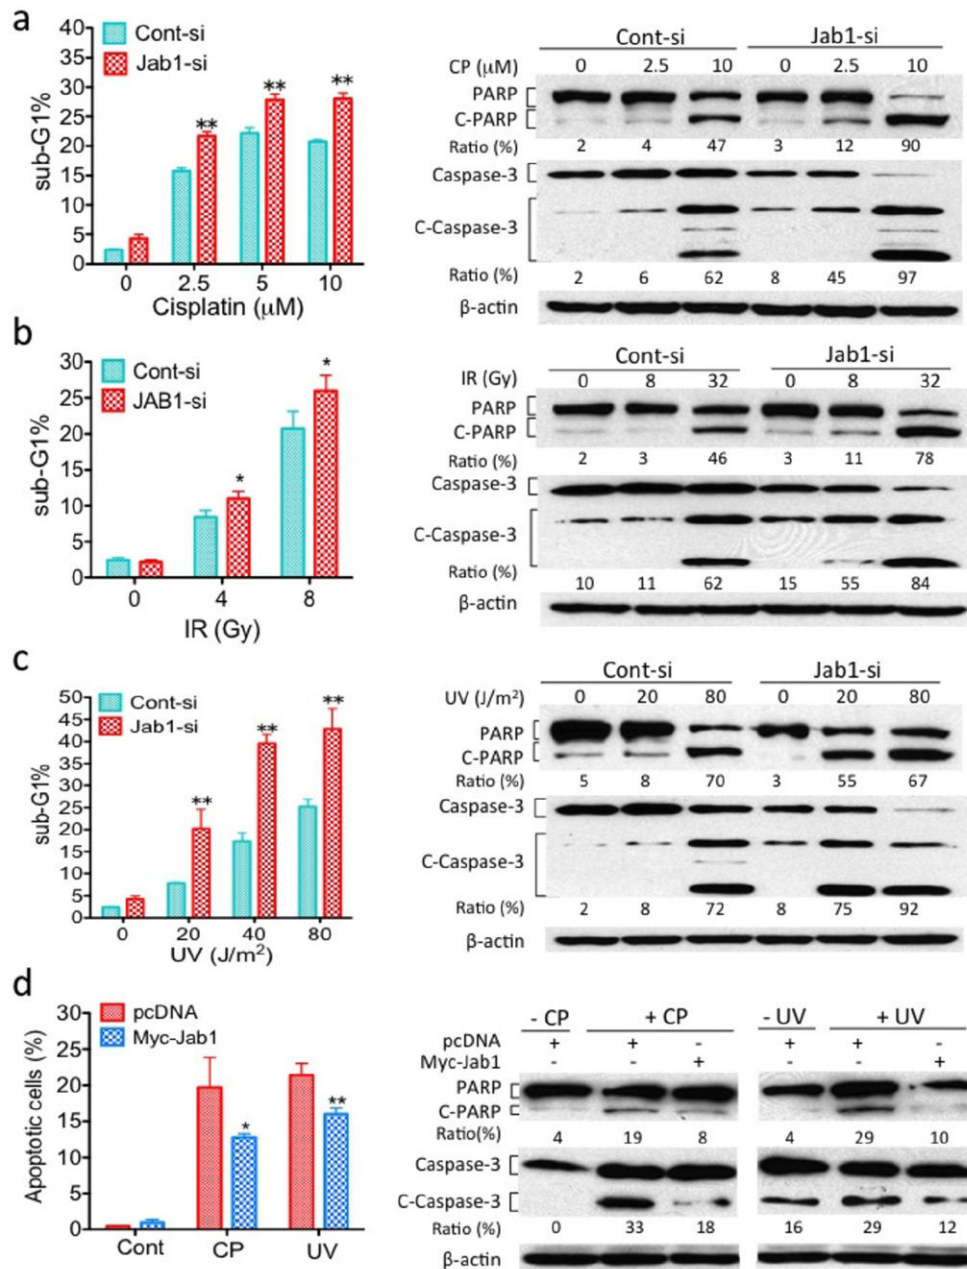 a
40
35
30
25
20
15
10
5
0
sub-G1%
Cont-si
Jab1-si
**
**
**
0
2.5
5
10
Cisplatin (µM)
Cont-si
Jab1-si
CP (µM)
0
2.5
10
0
2.5
10
PARP
C-PARP
Ratio (%)
2
4
47
3
12
90
Caspase-3
C-Caspase-3
Ratio (%)
2
6
62
8
45
97
β-actin
b
30
25
20
15
10
5
0
sub-G1%
Cont-si
JAB1-si
*
*
0
4
8
IR (Gy)
Cont-si
Jab1-si
IR (Gy)
0
8
32
0
8
32
PARP
C-PARP
Ratio (%)
2
3
46
3
11
78
Caspase-3
C-Caspase-3
Ratio (%)
10
11
62
15
55
84
β-actin
c
50
45
40
35
30
25
20
15
10
5
0
sub-G1%
Cont-si
Jab1-si
**
**
**
0
20
40
80
UV (J/m²)
Cont-si
Jab1-si
UV (J/m²)
0
20
80
0
20
80
PARP
C-PARP
Ratio (%)
5
8
70
3
55
67
Caspase-3
C-Caspase-3
Ratio (%)
2
8
72
8
75
92
β-actin
d
30
25
20
15
10
5
0
Apoptotic cells (%)
pcDNA
Myc-Jab1
*
**
Cont
CP
UV
- CP
+ CP
- UV
+ UV
pcDNA
+
+
-
+
+
-
Myc-Jab1
-
-
+
-
-
+
PARP
C-PARP
Ratio(%)
4
19
8
4
29
10
Caspase-3
C-Caspase-3
Ratio (%)
0
33
18
16
29
12
β-actin